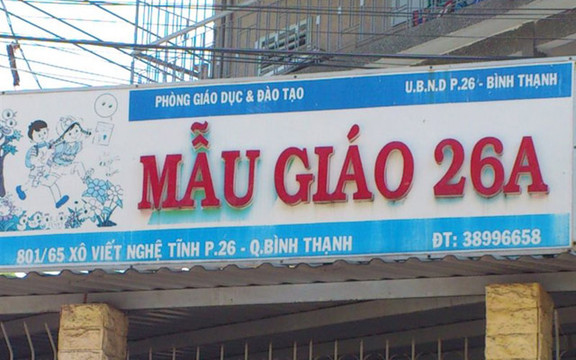 PHÒNG GIÁO DỤC & ĐÀO TẠO
U.B.N.D P.26 - BÌNH THẠNH
MẪU GIÁO 26A
801/65 XÔ VIẾT NGHỆ TĨNH P.26 - Q.BÌNH THẠNH
ĐT: 38996658